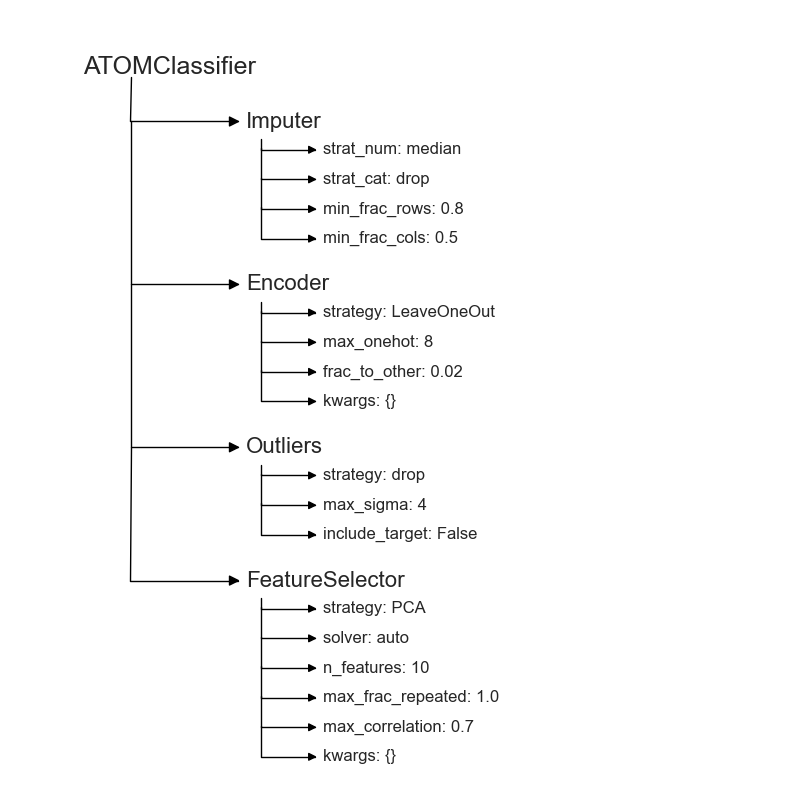 ATOMClassifier
Imputer
strat_num: median
strat_cat: drop
min_frac_rows: 0.8
min_frac_cols: 0.5
Encoder
strategy: LeaveOneOut
max_onehot: 8
frac_to_other: 0.02
kwargs: {}
Outliers
strategy: drop
max_sigma: 4
include_target: False
FeatureSelector
strategy: PCA
solver: auto
n_features: 10
max_frac_repeated: 1.0
max_correlation: 0.7
kwargs: {}